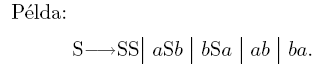 Példa:
S⟶SS| aSb | bSa | ab | ba.